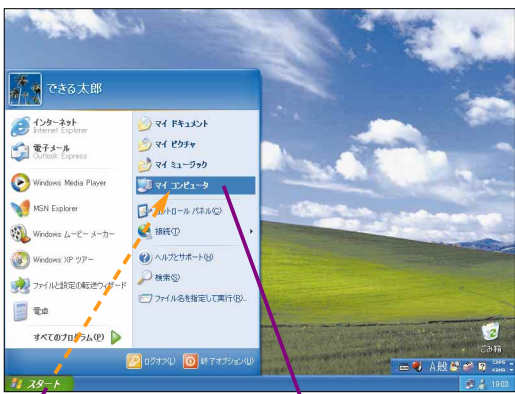 できる太郎
インターネット
Internet Explorer
電子メール
Outlook Express
Windows Media Player
MSN Explorer
Windows ムービー メーカー
Windows XP ツアー
ファイルと設定の転送ウィザード
電卓
すべてのプログラム(P)
マイ ドキュメント
マイ ピクチャ
マイ ミュージック
マイ コンピュータ
コントロール パネル(C)
接続(T)
ヘルプとサポート(H)
検索(S)
ファイル名を指定して実行(R)...
ログオフ(L)
終了オプション(U)
ごみ箱
A 般
CAPS
KANA
スタート
19:03